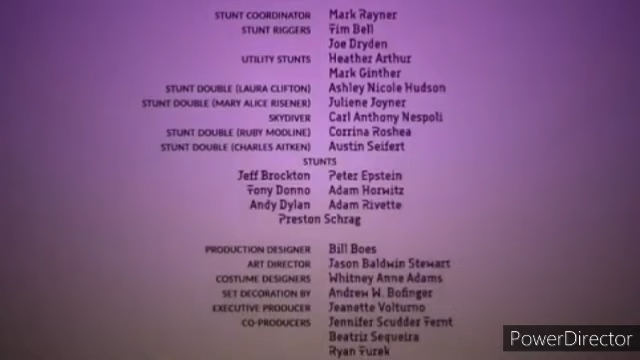 STUNT COORDINATOR Mark Rayner
STUNT RIGGERS Tim Bell
Joe Dryden
UTILITY STUNTS Heather Arthur
Mark Ginther
STUNT DOUBLE (LAURA CLIFTON) Ashley Nicole Hudson
STUNT DOUBLE (MARY ALICE RISENER) Juliene Joyner
SKYDIVER Carl Anthony Nespoli
STUNT DOUBLE (RUBY MODLINE) Corrina Roshea
STUNT DOUBLE (CHARLES AITKEN) Austin Seifert
STUNTS
Jeff Brockton Peter Epstein
Tony Donno Adam Horwitz
Andy Dylan Adam Rivette
Preston Schrag
PRODUCTION DESIGNER Bill Boes
ART DIRECTOR Jason Baldwin Stewart
COSTUME DESIGNERS Whitney Anne Adams
SET DECORATION BY Andrew W. Bofinger
EXECUTIVE PRODUCER Jeanette Volturno
CO-PRODUCERS Jennifer Scudder Trent
Beatriz Sequeira
Ryan Turek
PowerDirector